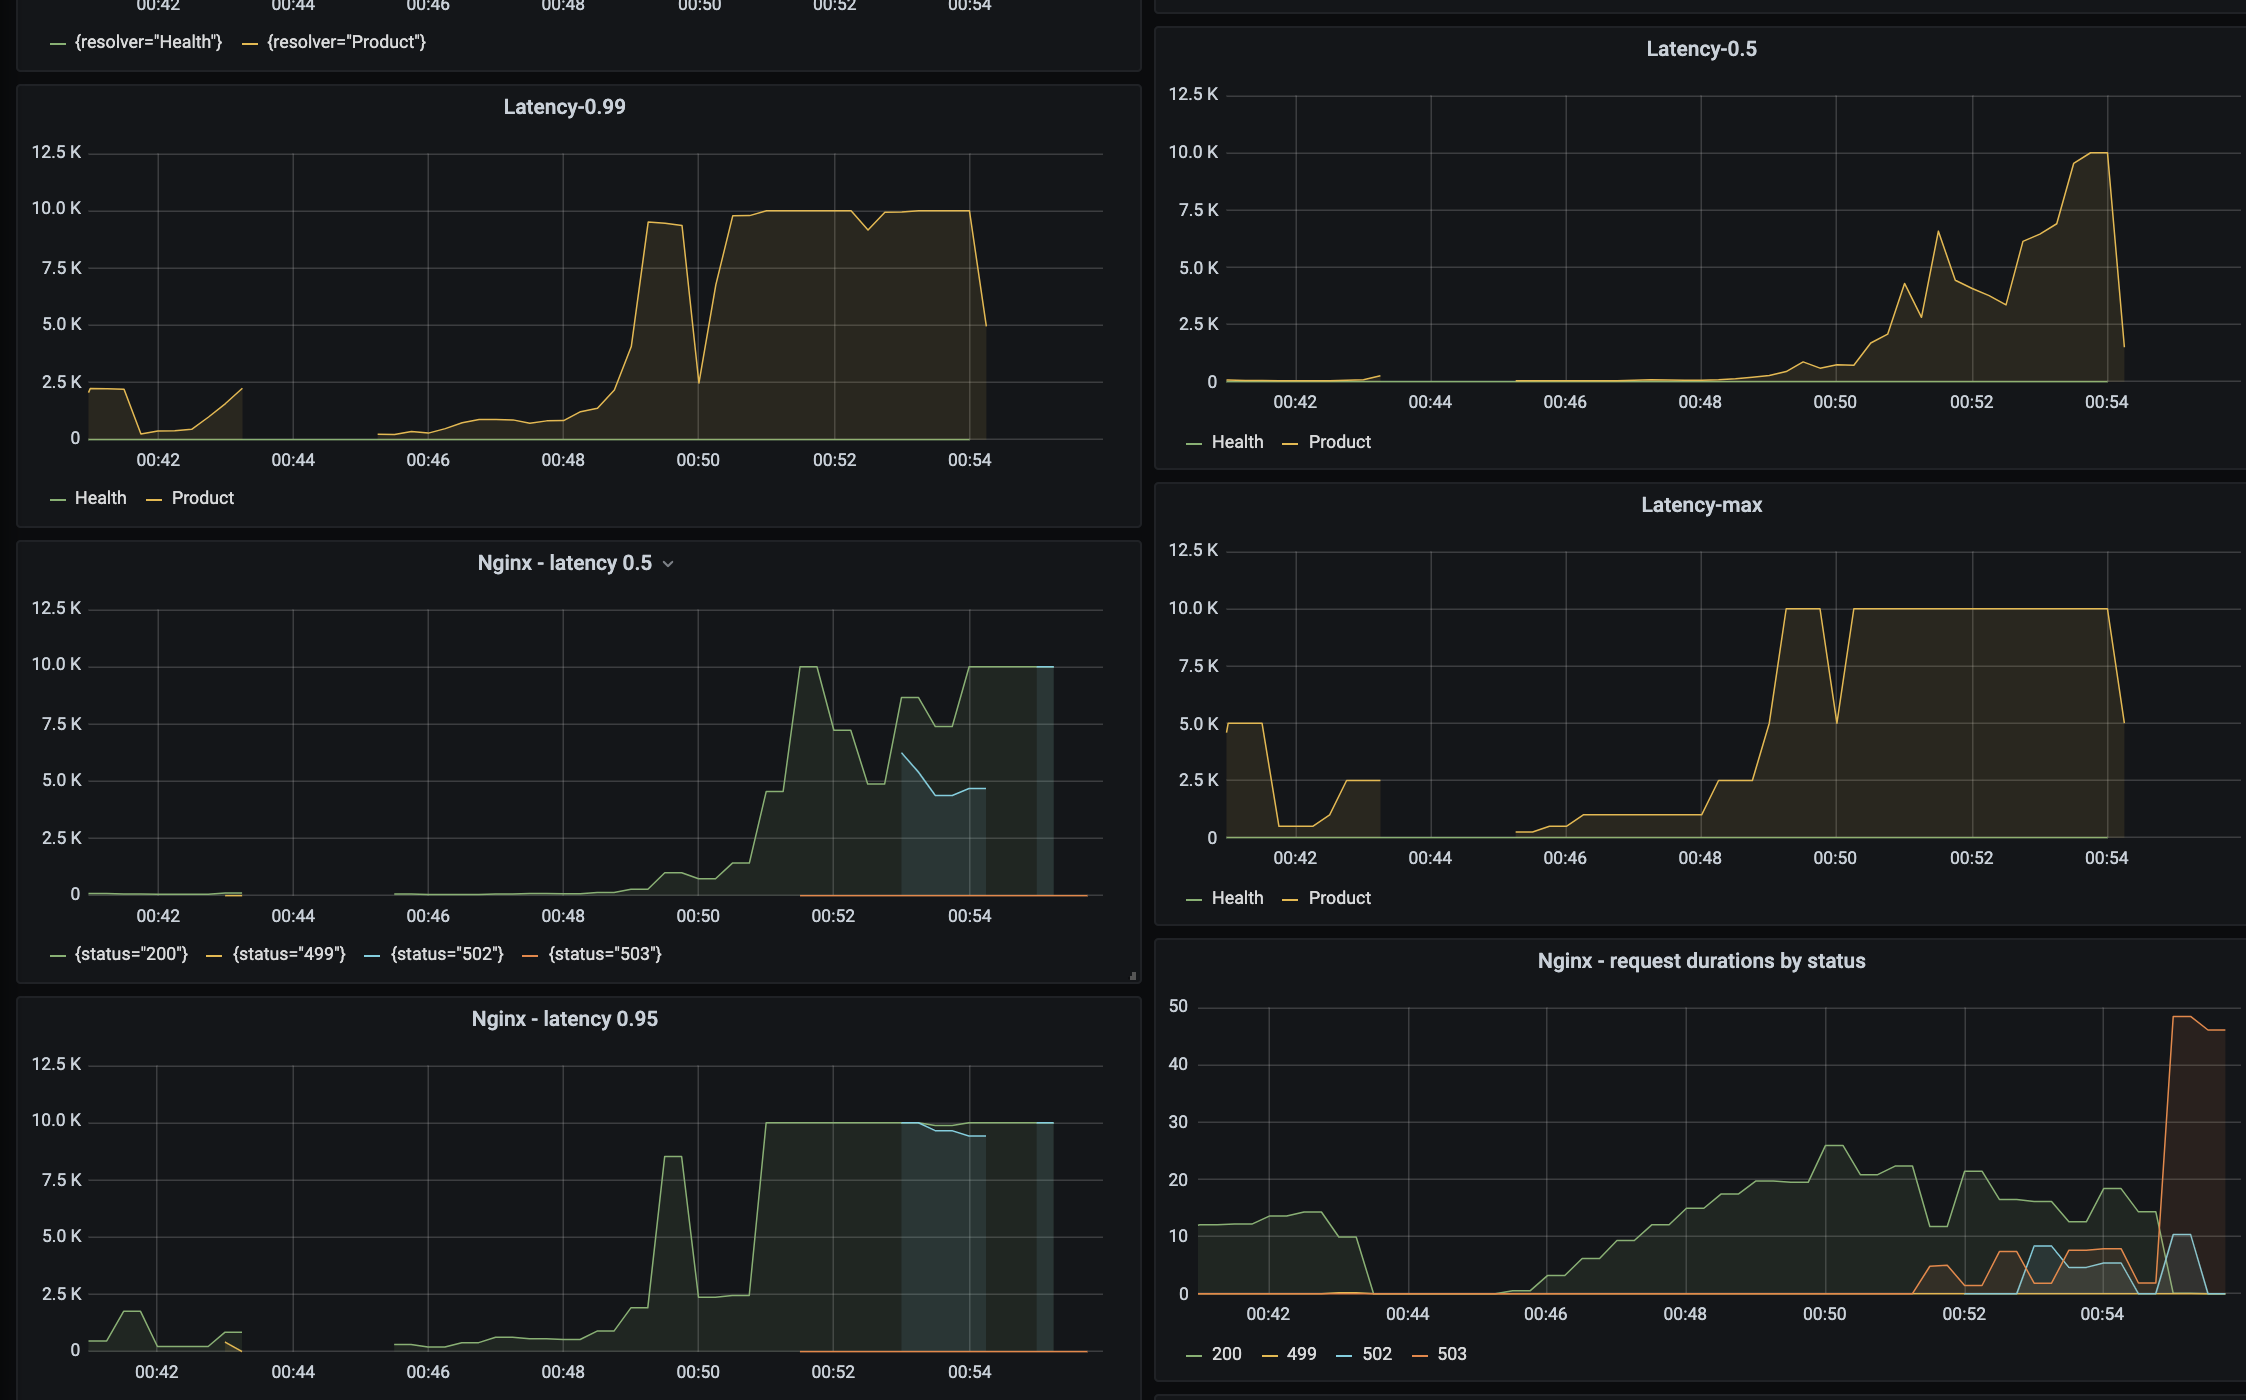 00:42 00:44 00:46 00:48 00:50 00:52 00:54
{resolver="Health"} {resolver="Product"}
Latency-0.99
12.5 K
10.0 K
7.5 K
5.0 K
2.5 K
0
00:42 00:44 00:46 00:48 00:50 00:52 00:54
Health Product
Nginx - latency 0.5
12.5 K
10.0 K
7.5 K
5.0 K
2.5 K
0
00:42 00:44 00:46 00:48 00:50 00:52 00:54
{status="200"} {status="499"} {status="502"} {status="503"}
Nginx - latency 0.95
12.5 K
10.0 K
7.5 K
5.0 K
2.5 K
0
00:42 00:44 00:46 00:48 00:50 00:52 00:54
Latency-0.5
12.5 K
10.0 K
7.5 K
5.0 K
2.5 K
0
00:42 00:44 00:46 00:48 00:50 00:52 00:54
Health Product
Latency-max
12.5 K
10.0 K
7.5 K
5.0 K
2.5 K
0
00:42 00:44 00:46 00:48 00:50 00:52 00:54
Health Product
Nginx - request durations by status
50
40
30
20
10
0
00:42 00:44 00:46 00:48 00:50 00:52 00:54
200 499 502 503